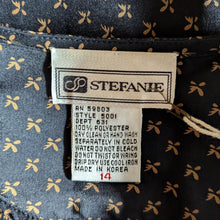 STEFANIE
RN 59803
STYLE 5001
DEPT 631
100% POLYESTER
DRY CLEAN OR HAND WASH
SEPARATELY IN COLD
WATER DO NOT BLEACH
DO NOT TWIST OR WRING
DRIP DRY USE COOL IRON
MADE IN KOREA
14